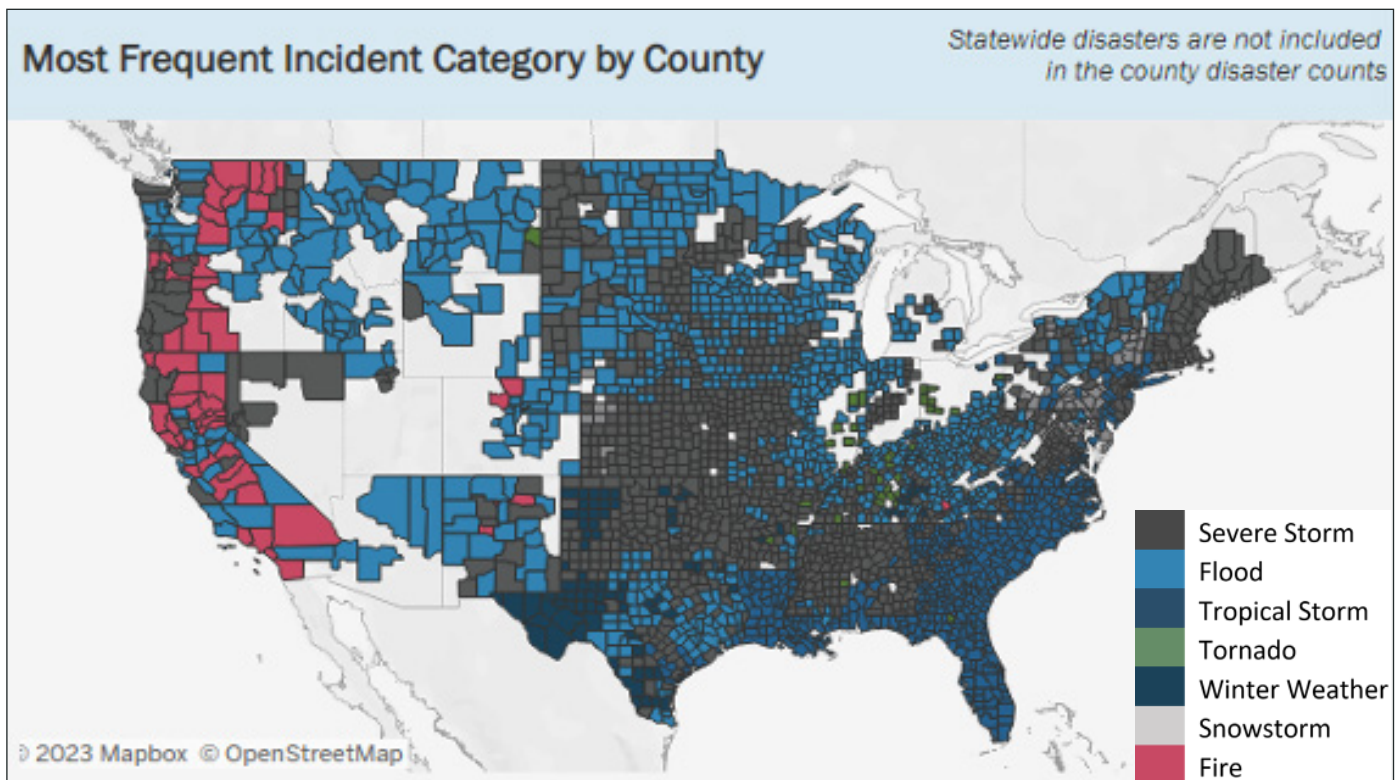 Most Frequent Incident Category by County
Statewide disasters are not included
in the county disaster counts
Severe Storm
Flood
Tropical Storm
Tornado
Winter Weather
Snowstorm
Fire
© 2023 Mapbox © OpenStreetMap